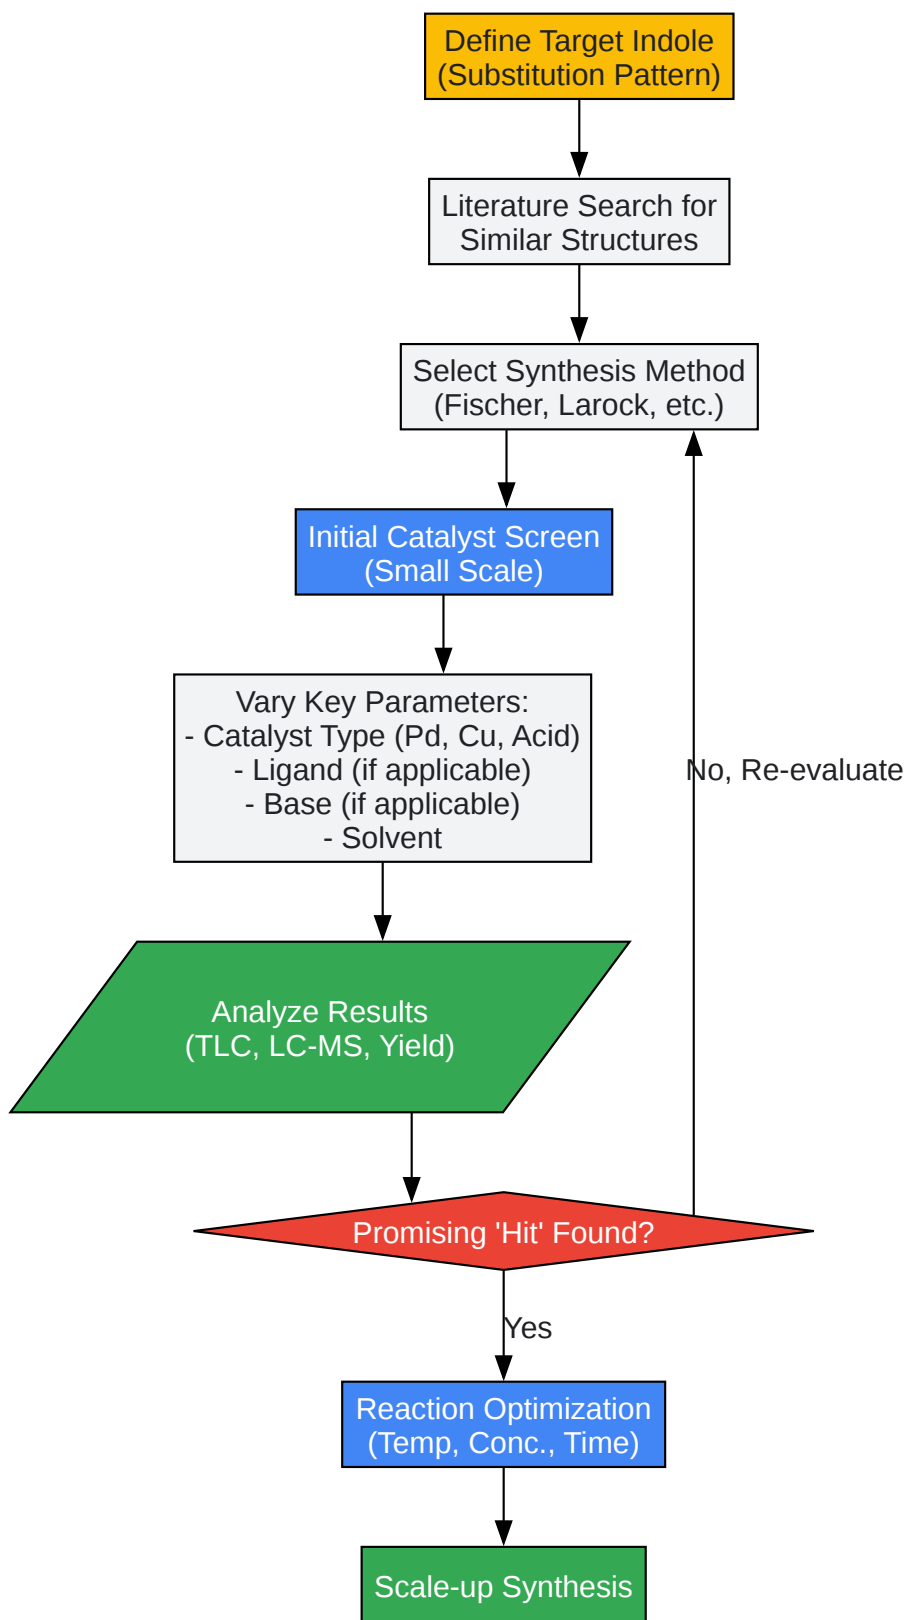 Define Target Indole
(Substitution Pattern)
Literature Search for
Similar Structures
Select Synthesis Method
(Fischer, Larock, etc.)
Initial Catalyst Screen
(Small Scale)
Vary Key Parameters:
- Catalyst Type (Pd, Cu, Acid)
- Ligand (if applicable)
- Base (if applicable)
- Solvent
No, Re-evaluate
Analyze Results
(TLC, LC-MS, Yield)
Promising 'Hit' Found?
Yes
Reaction Optimization
(Temp, Conc., Time)
Scale-up Synthesis